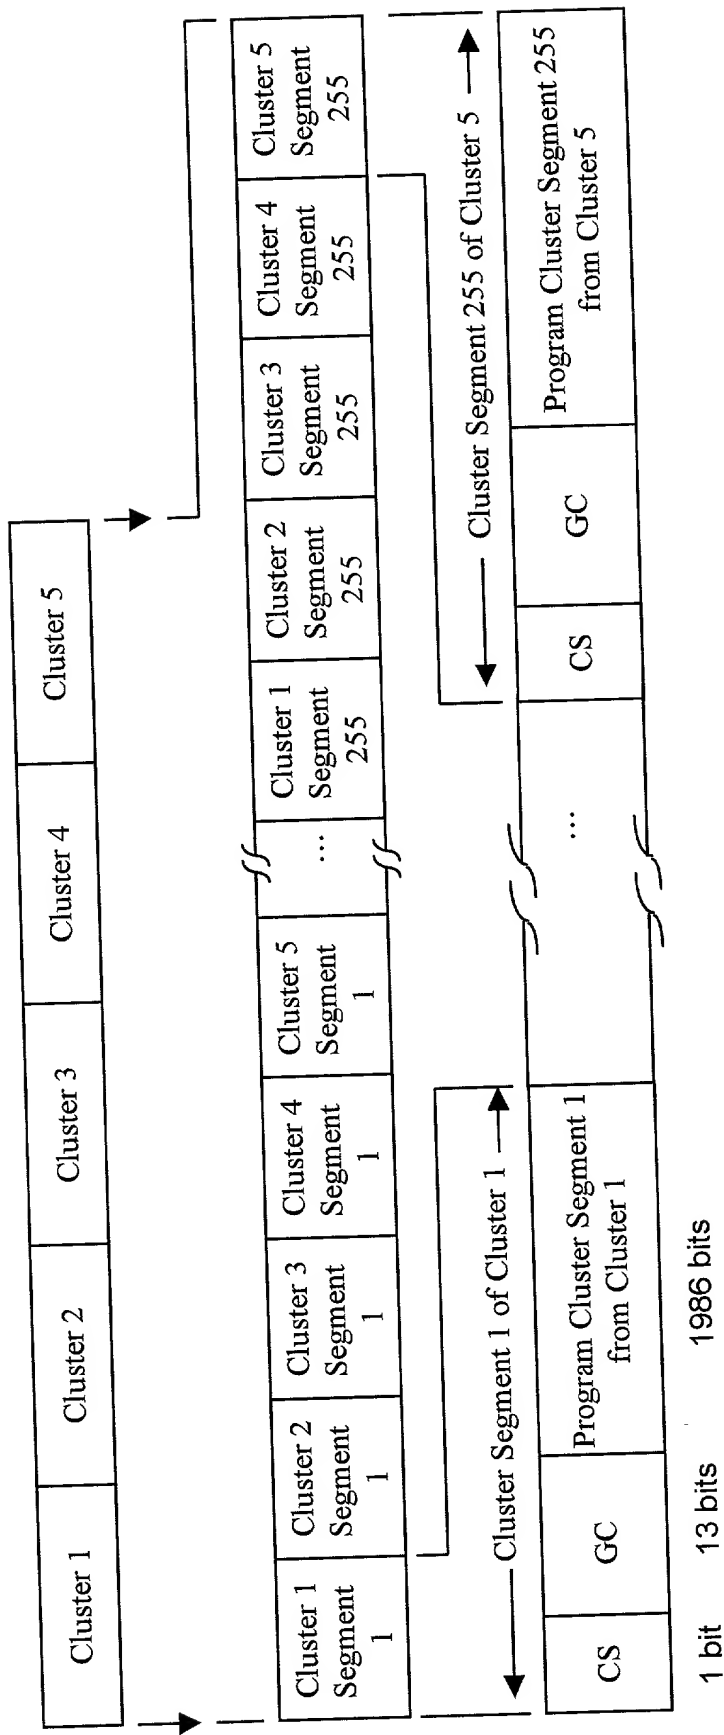 Cluster 1
Cluster 2
Cluster 3
Cluster 4
Cluster 5
Cluster 1
Segment
1
Cluster 2
Segment
1
Cluster 3
Segment
1
Cluster 4
Segment
1
Cluster 5
Segment
1
...
Cluster 1
Segment
255
Cluster 2
Segment
255
Cluster 3
Segment
255
Cluster 4
Segment
255
Cluster 5
Segment
255
Cluster Segment 1 of Cluster 1
Cluster Segment 255 of Cluster 5
CS
GC
Program Cluster Segment 1
from Cluster 1
...
CS
GC
Program Cluster Segment 255
from Cluster 5
1 bit
13 bits
1986 bits